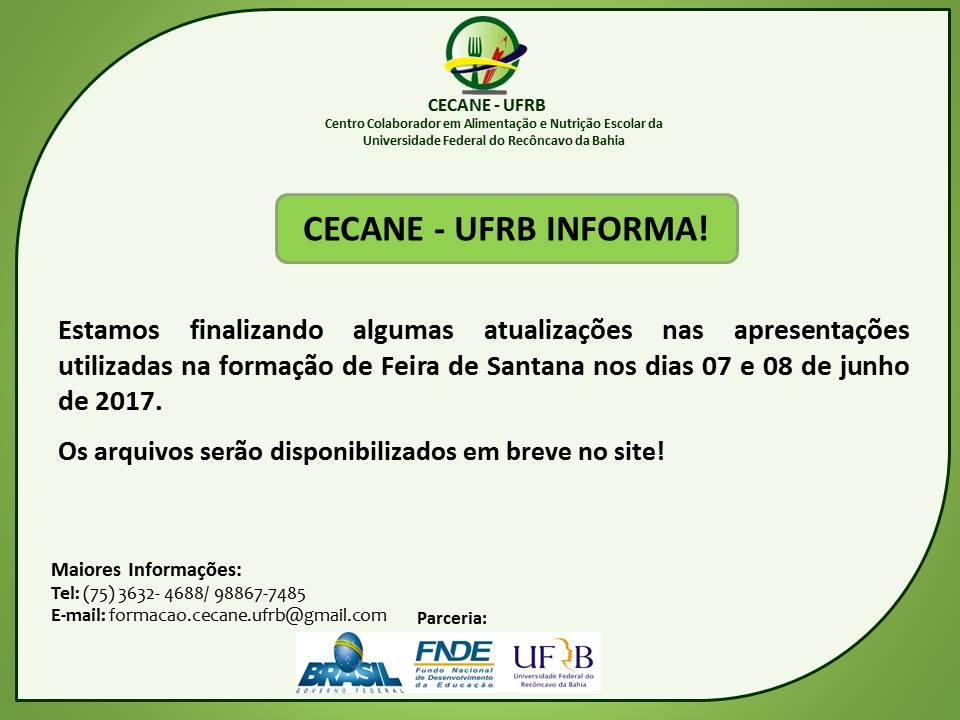 CECANE - UFRB
Centro Colaborador em Alimentação e Nutrição Escolar da
Universidade Federal do Recôncavo da Bahia
CECANE - UFRB INFORMA!
Estamos finalizando algumas atualizações nas apresentações
utilizadas na formação de Feira de Santana nos dias 07 e 08 de junho
de 2017.
Os arquivos serão disponibilizados em breve no site!
Maiores Informações:
Tel: (75) 3632- 4688/ 98867-7485
E-mail: formacao.cecane.ufrb@gmail.com
Parceria:
BRASIL
GOVERNO FEDERAL
FNDE
Fundo Nacional
de Desenvolvimento
da Educação
UFRB
Universidade Federal do
Recôncavo da Bahia